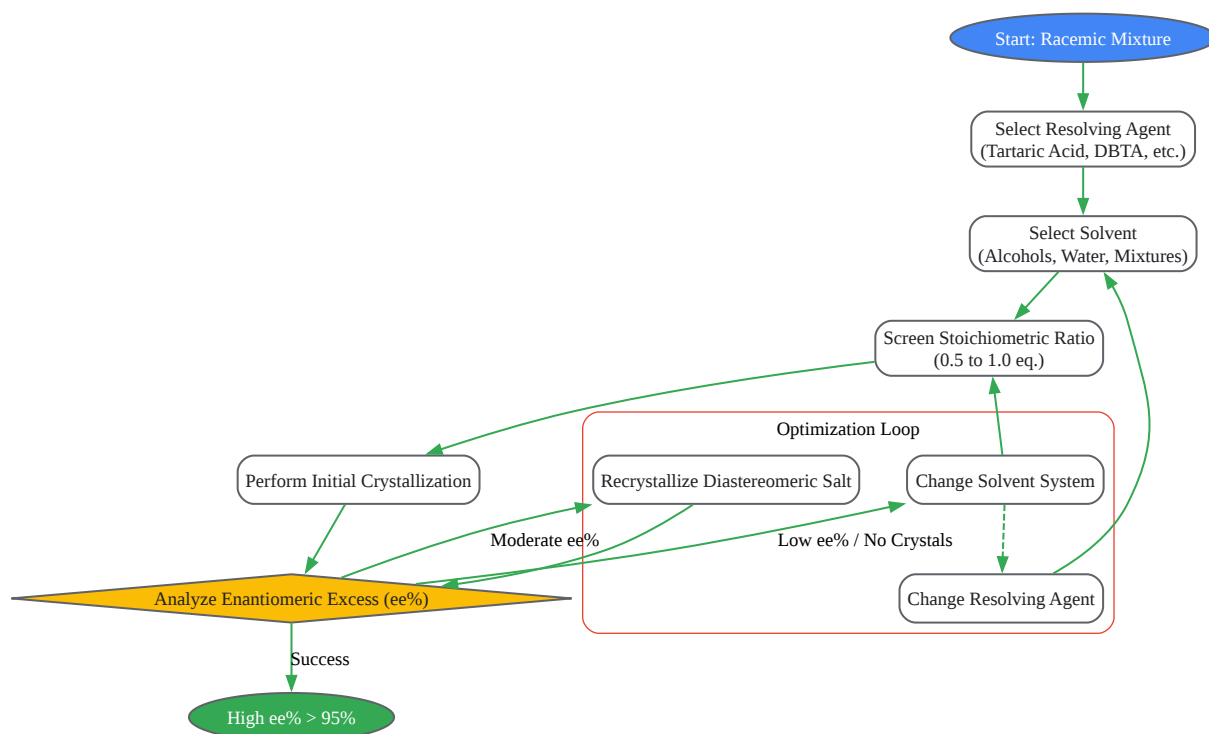 Start: Racemic Mixture
Select Resolving Agent
(Tartaric Acid, DBTA, etc.)
Select Solvent
(Alcohols, Water, Mixtures)
Screen Stoichiometric Ratio
(0.5 to 1.0 eq.)
Optimization Loop
Perform Initial Crystallization
Recrystallize Diastereomeric Salt
Change Solvent System
Moderate ee%
Low ee% / No Crystals
Analyze Enantiomeric Excess (ee%)
Change Resolving Agent
Success
High ee% > 95%